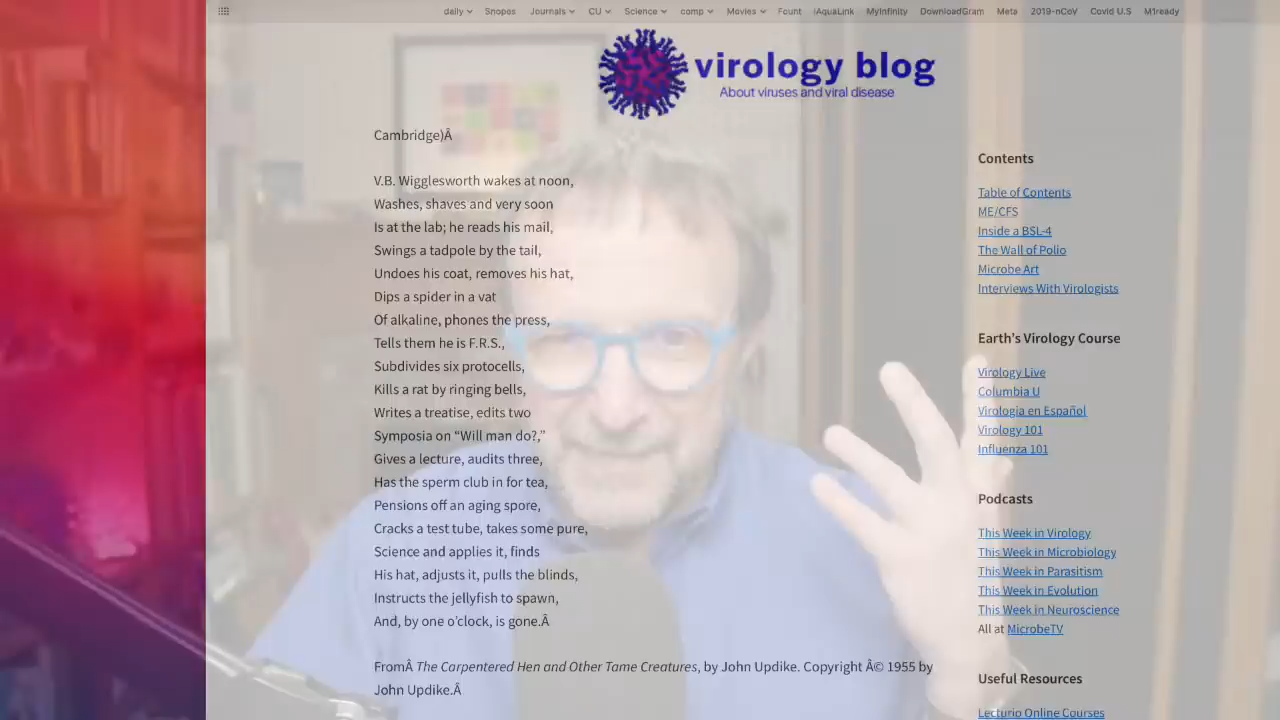 daily Snopes Journals CU Science comp Movies Fount iAquaLink MyInfinity DownloadGram Meta 2019-nCoV Covid U.S M1ready
virology blog
About viruses and viral disease
Cambridge)Â
V.B. Wigglesworth wakes at noon,
Washes, shaves and very soon
Is at the lab; he reads his mail,
Swings a tadpole by the tail,
Undoes his coat, removes his hat,
Dips a spider in a vat
Of alkaline, phones the press,
Tells them he is F.R.S.,
Subdivides six protocells,
Kills a rat by ringing bells,
Writes a treatise, edits two
Symposia on “Will man do?,”
Gives a lecture, audits three,
Has the sperm club in for tea,
Pensions off an aging spore,
Cracks a test tube, takes some pure,
Science and applies it, finds
His hat, adjusts it, pulls the blinds,
Instructs the jellyfish to spawn,
And, by one o’clock, is gone.Â
FromÂ The Carpentered Hen and Other Tame Creatures, by John Updike. Copyright Â© 1955 by
John Updike.Â
Contents
Table of Contents
ME/CFS
Inside a BSL-4
The Wall of Polio
Microbe Art
Interviews With Virologists
Earth’s Virology Course
Virology Live
Columbia U
Virologia en Español
Virology 101
Influenza 101
Podcasts
This Week in Virology
This Week in Microbiology
This Week in Parasitism
This Week in Evolution
This Week in Neuroscience
All at MicrobeTV
Useful Resources
Lecturio Online Courses